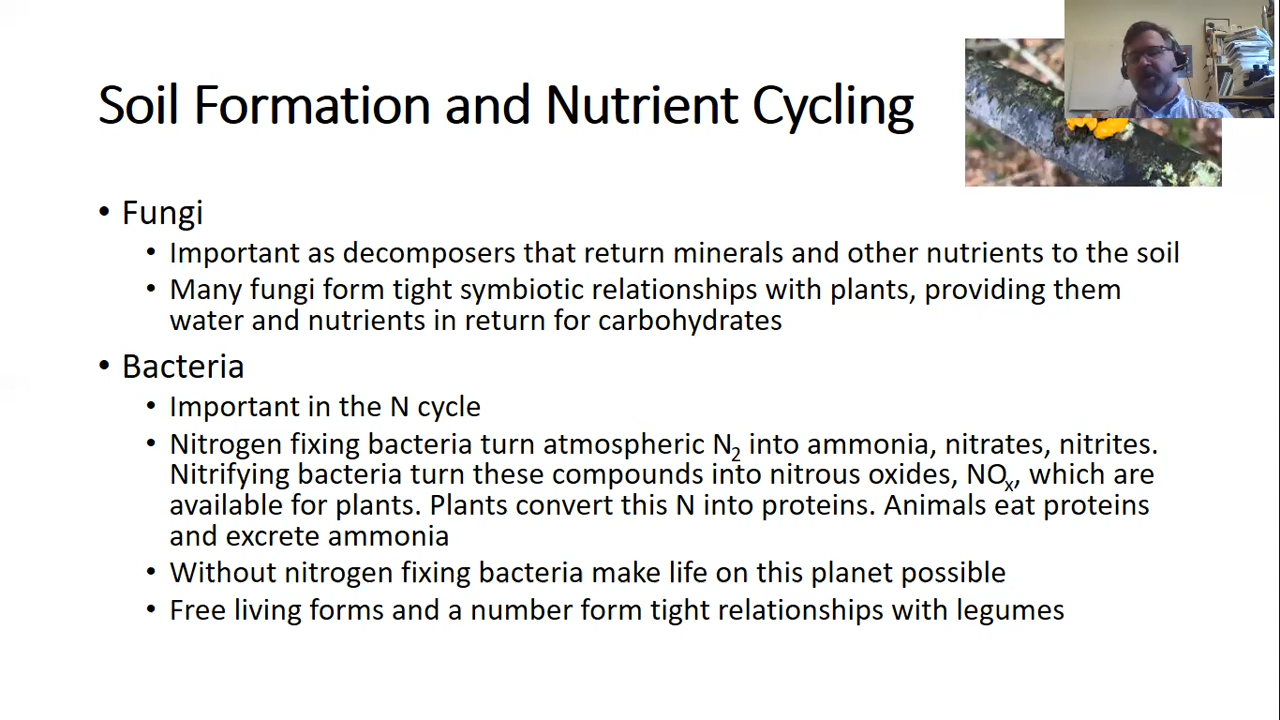 Soil Formation and Nutrient Cycling
• Fungi
• Important as decomposers that return minerals and other nutrients to the soil
• Many fungi form tight symbiotic relationships with plants, providing them
water and nutrients in return for carbohydrates
• Bacteria
• Important in the N cycle
• Nitrogen fixing bacteria turn atmospheric N₂ into ammonia, nitrates, nitrites.
Nitrifying bacteria turn these compounds into nitrous oxides, NOₓ, which are
available for plants. Plants convert this N into proteins. Animals eat proteins
and excrete ammonia
• Without nitrogen fixing bacteria make life on this planet possible
• Free living forms and a number form tight relationships with legumes